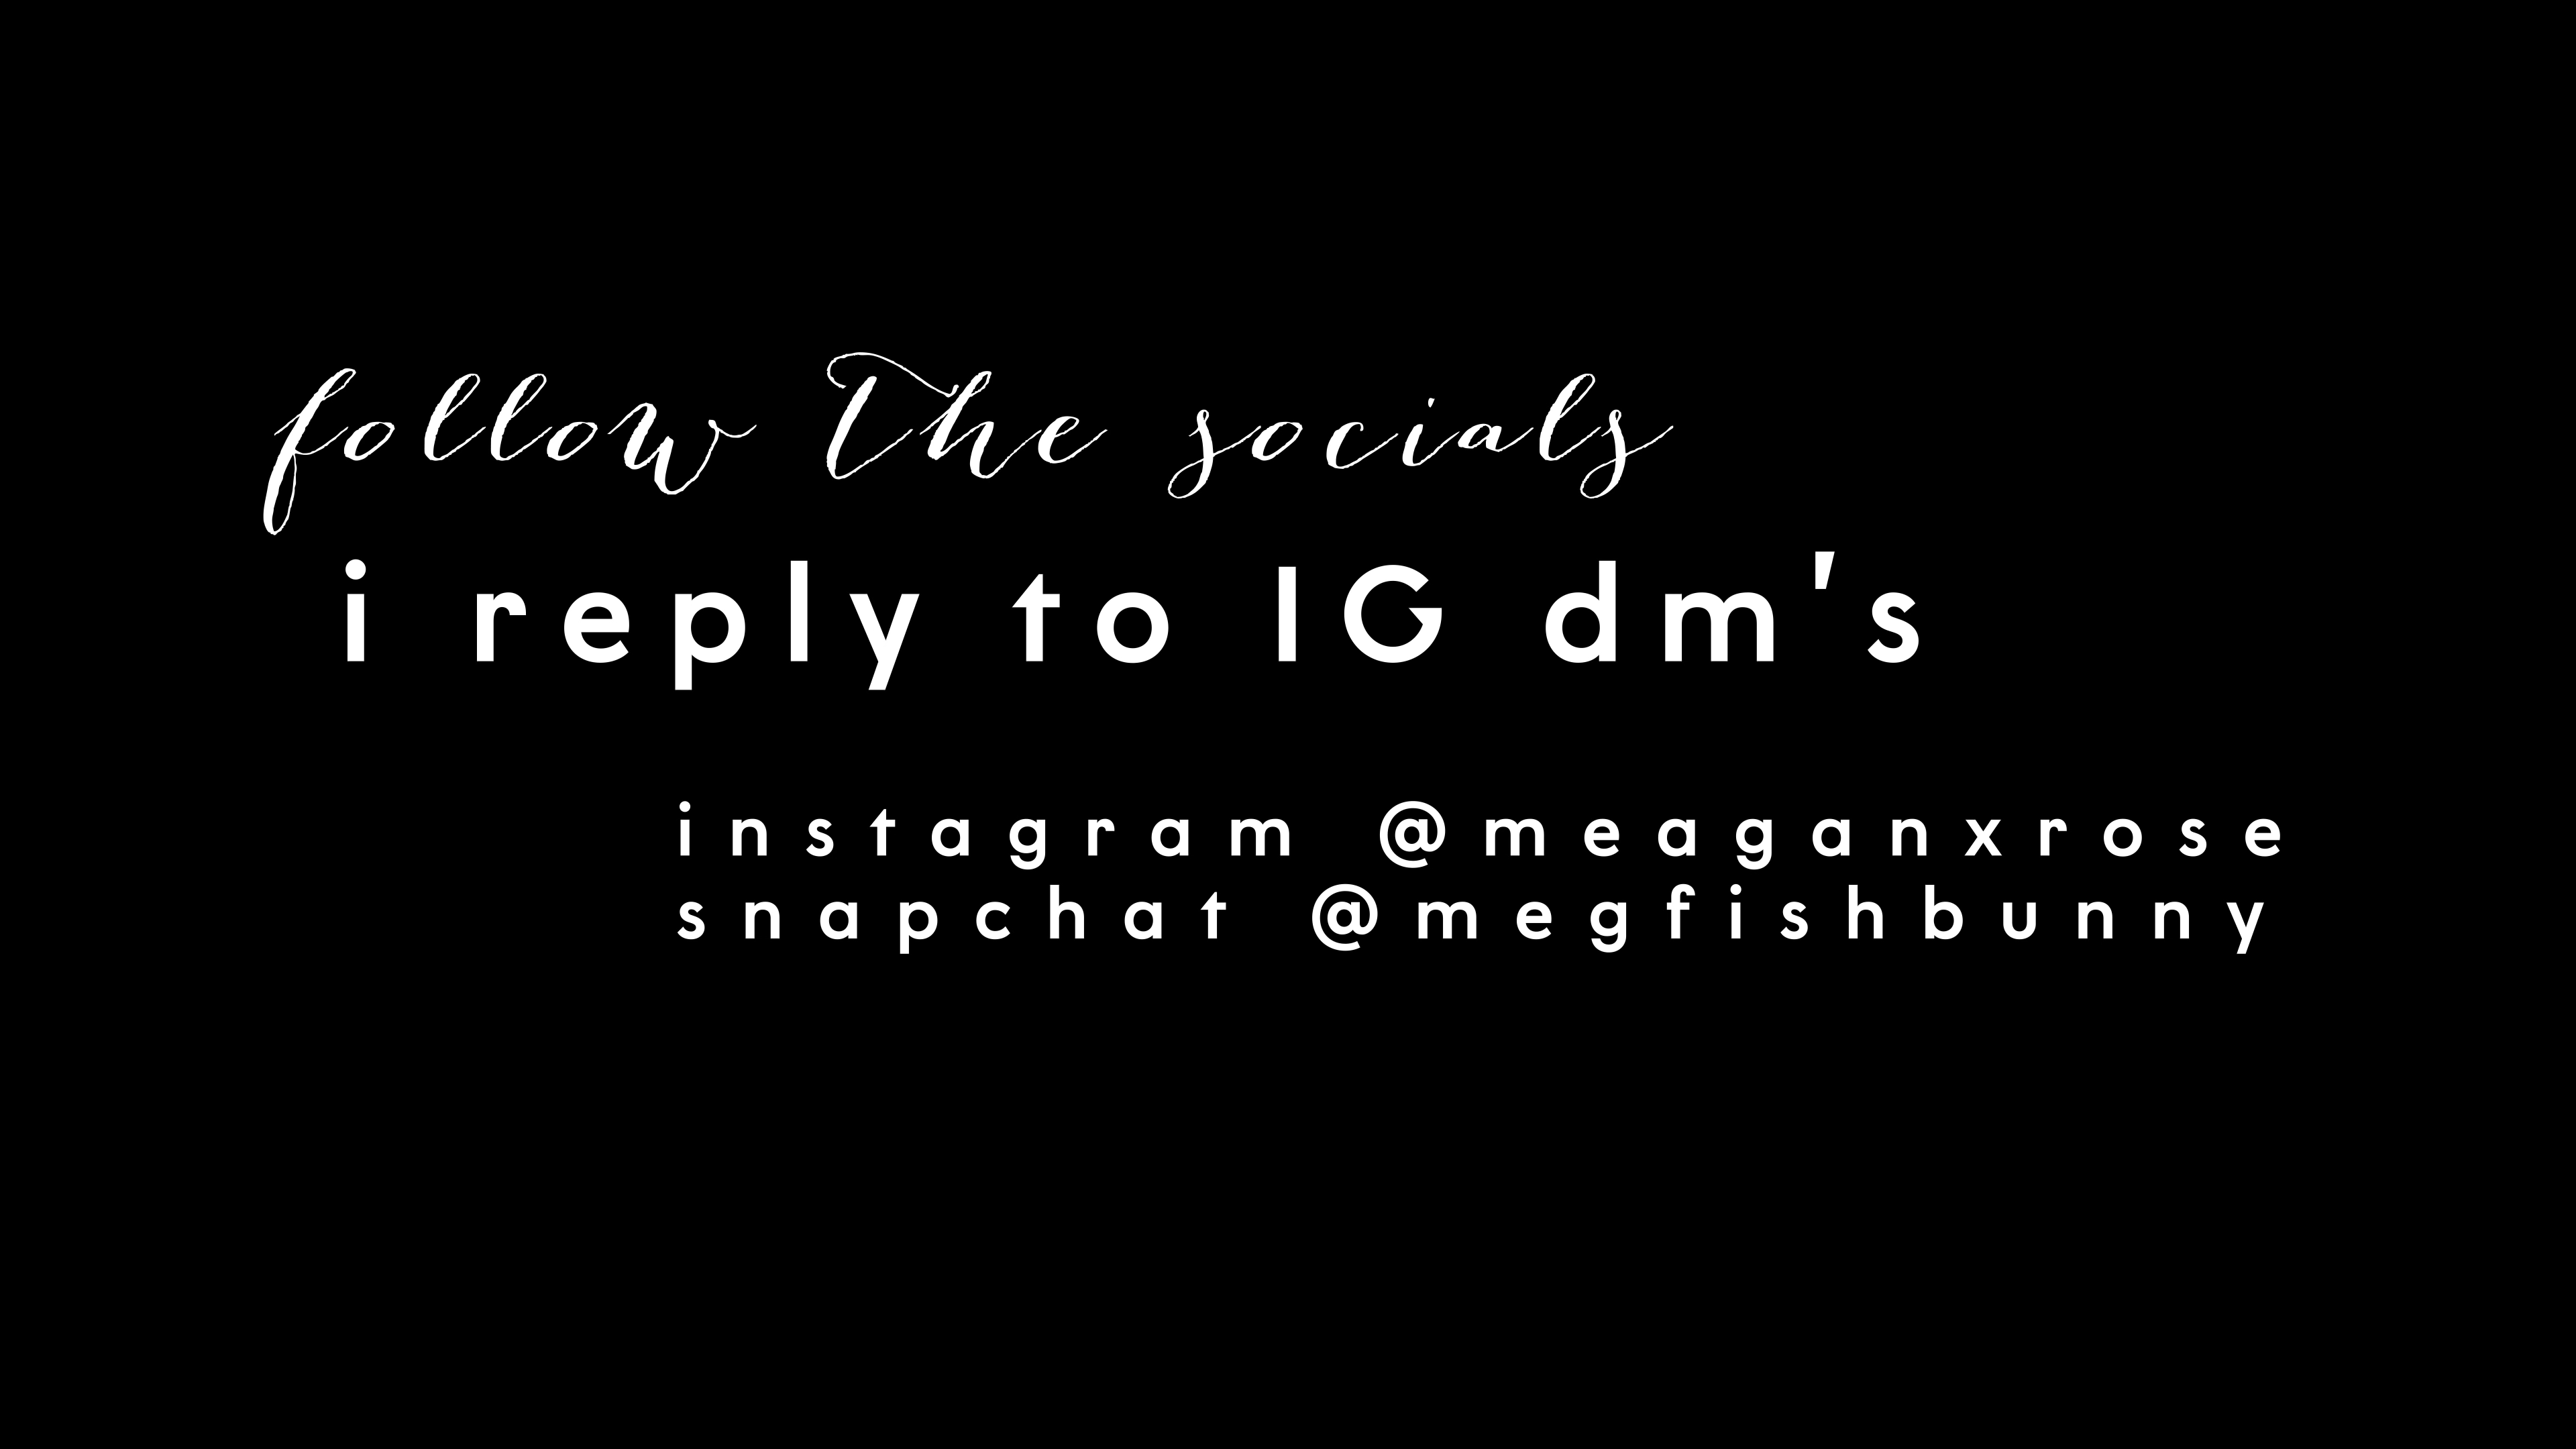 follow The socials
i reply to IG dm's
instagram @meaganxrose
snapchat @megfishbunny